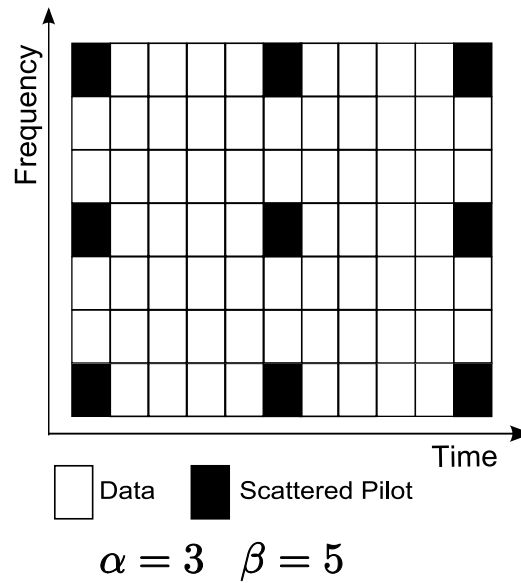 Frequency
Time
Data Scattered Pilot
α = 3 β = 5